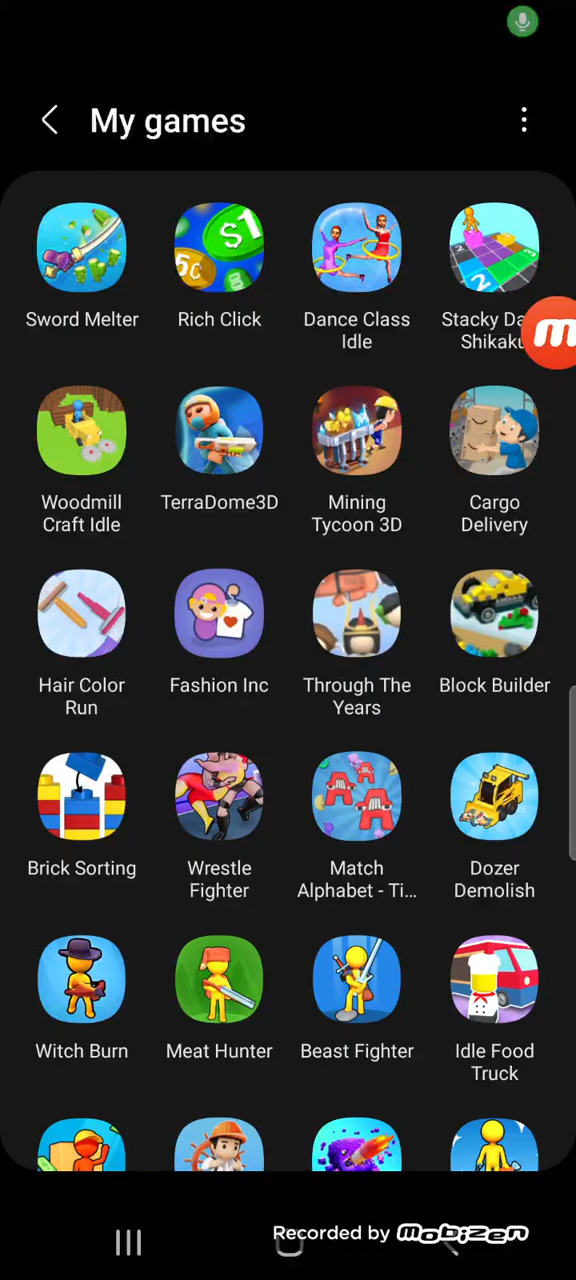 My games
Sword Melter
Rich Click
Dance Class
Idle
Stacky Da
Shikaku
Woodmill
Craft Idle
TerraDome3D
Mining
Tycoon 3D
Cargo
Delivery
Hair Color
Run
Fashion Inc
Through The
Years
Block Builder
Brick Sorting
Wrestle
Fighter
Match
Alphabet - Ti...
Dozer
Demolish
Witch Burn
Meat Hunter
Beast Fighter
Idle Food
Truck
Recorded by mobizen